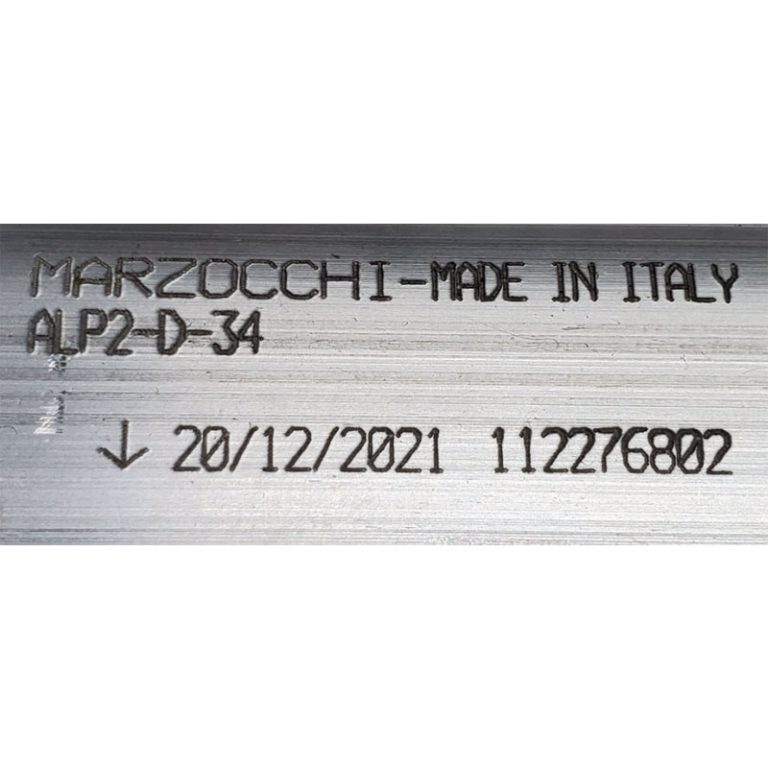 MARZOCCHI-MADE IN ITALY
ALP2-D-34
↓ 20/12/2021 112276802